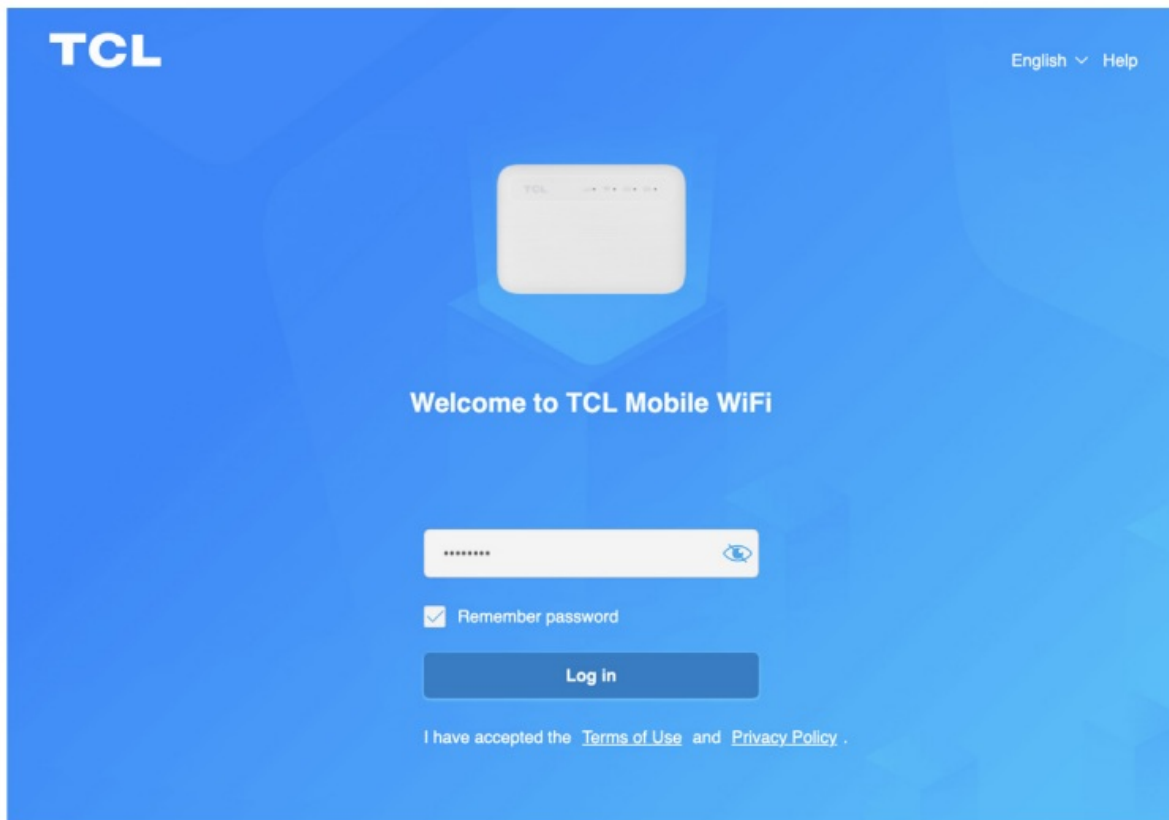 TCL
English Help
TCL
Welcome to TCL Mobile WiFi
••••••••
Remember password
Log in
I have accepted the Terms of Use and Privacy Policy .